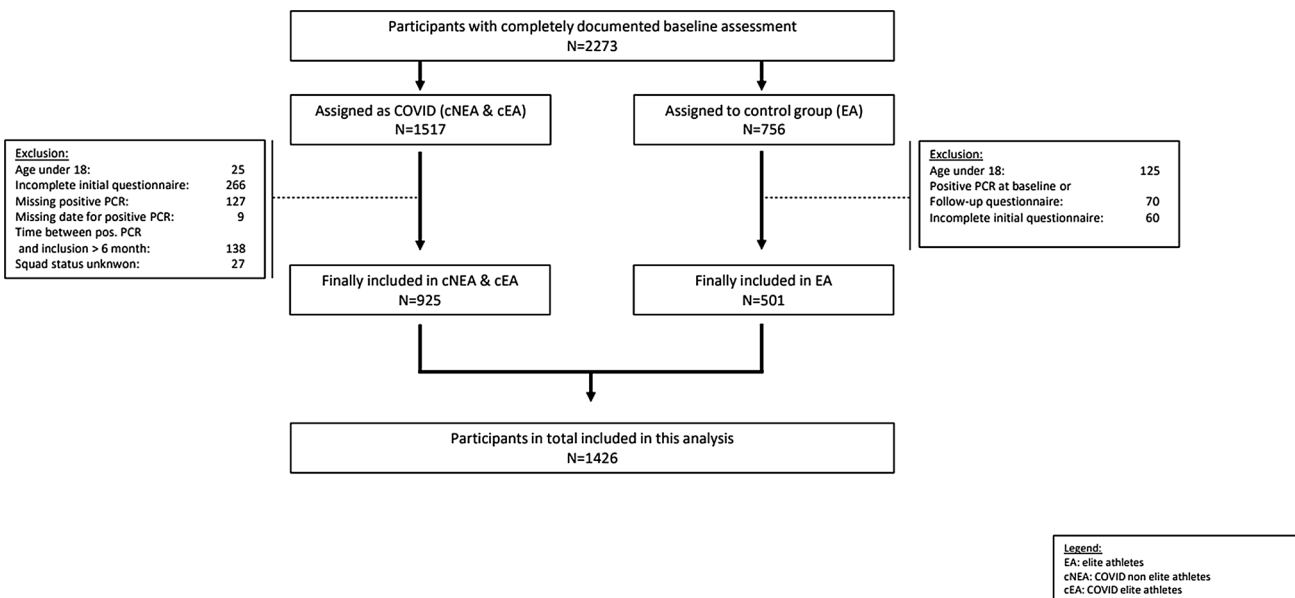 Participants with completely documented baseline assessment
N=2273
Assigned as COVID (cNEA & cEA)
N=1517
Assigned to control group (EA)
N=756
Exclusion:
Age under 18: 25
Incomplete initial questionnaire: 266
Missing positive PCR: 127
Missing date for positive PCR: 9
Time between pos. PCR
and inclusion > 6 month: 138
Squad status unknwon: 27
Exclusion:
Age under 18: 125
Positive PCR at baseline or
Follow-up questionnaire: 70
Incomplete initial questionnaire: 60
Finally included in cNEA & cEA
N=925
Finally included in EA
N=501
Participants in total included in this analysis
N=1426
Legend:
EA: elite athletes
cNEA: COVID non elite athletes
cEA: COVID elite athletes